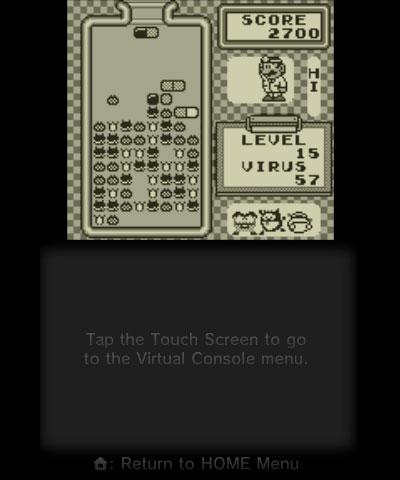 SCORE
2700
HI
LEVEL
15
VIRUS
57
Tap the Touch Screen to go
to the Virtual Console menu.
: Return to HOME Menu